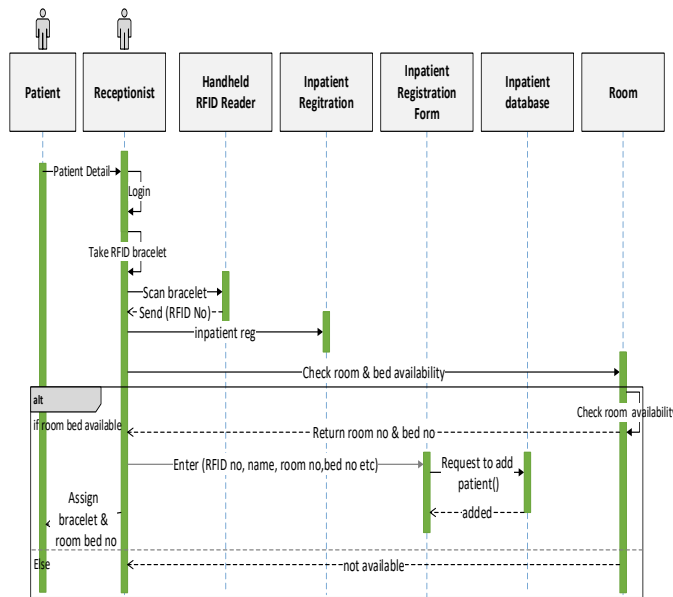 Patient
Receptionist
Handheld
RFID Reader
Inpatient
Regitration
Inpatient
Registration
Form
Inpatient
database
Room
Patient Detail
Login
Take RFID bracelet
Scan bracelet
Send (RFID No)
inpatient reg
Check room & bed availability
alt
Check room availability
if room bed available
Return room no & bed no
Enter (RFID no, name, room no,bed no etc)
Request to add
patient()
Assign
bracelet &
room bed no
added
Else
not available